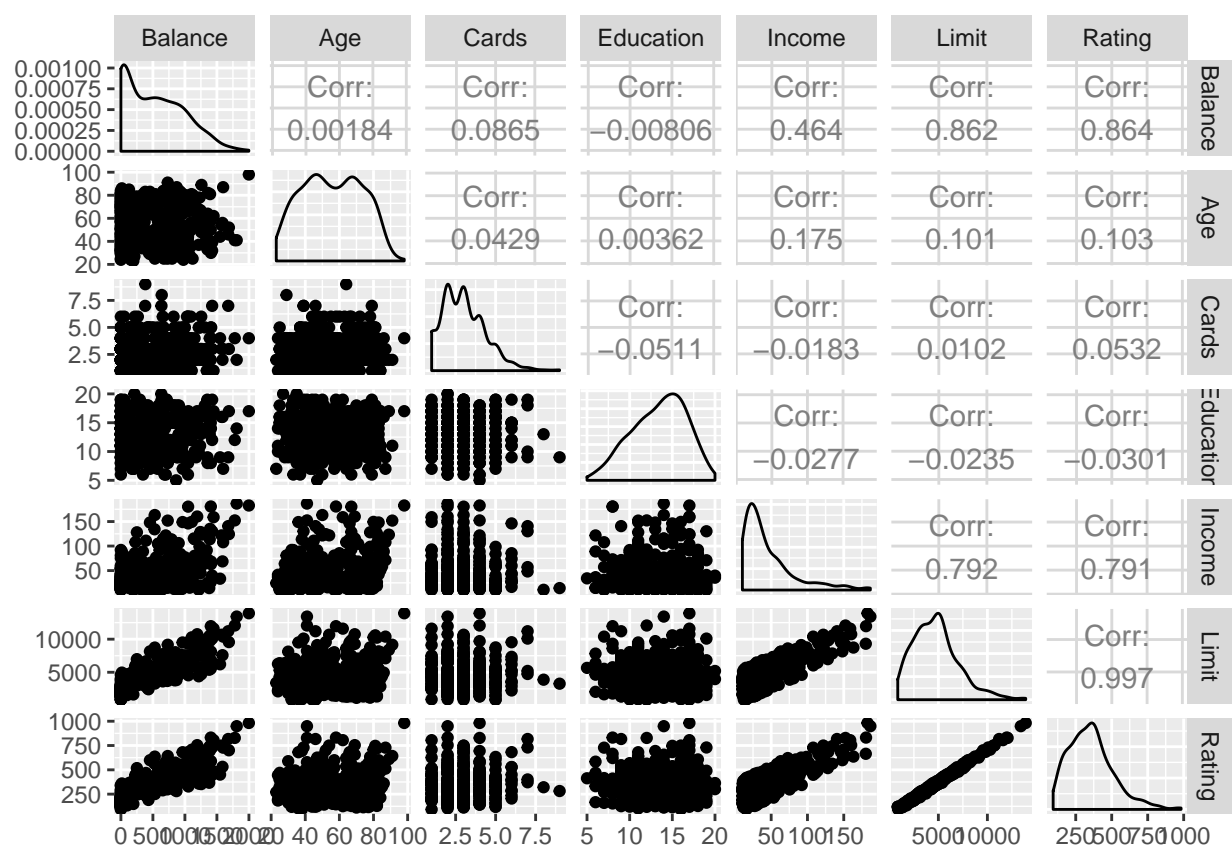 Balance Age Cards Education Income Limit Rating
0.00100
0.00075
0.00050
0.00025
0.00000
Corr: Corr: Corr: Corr: Corr: Corr:
0.00184 0.0865 −0.00806 0.464 0.862 0.864
Balance
100
80
60
40
20
Corr: Corr: Corr: Corr: Corr:
0.0429 0.00362 0.175 0.101 0.103
Age
7.5
5.0
2.5
Corr: Corr: Corr: Corr:
−0.0511 −0.0183 0.0102 0.0532
Cards
20
15
10
5
Corr: Corr: Corr:
−0.0277 −0.0235 −0.0301
Education
150
100
50
Corr: Corr:
0.792 0.791
Income
10000
5000
Corr:
0.997
Limit
1000
750
500
250
Rating
0 500 1000 1500 2000 20 40 60 80 100 2.5 5.0 7.5 5 10 15 20 50 100 150 5000 10000 250 500 750 1000